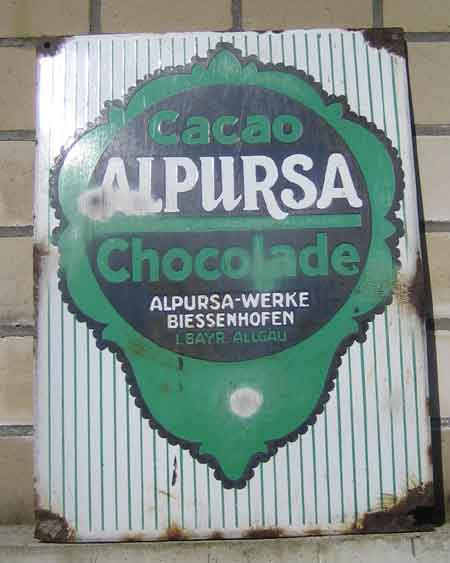 Cacao
ALPURSA
Chocolade
ALPURSA-WERKE
BIESSENHOFEN
I. BAYR. ALLGÄU